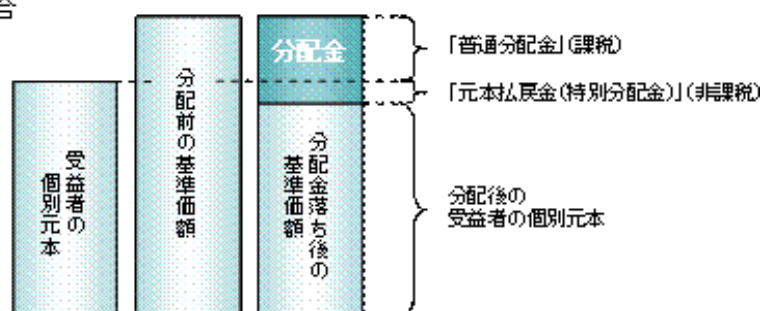 合
受益者の
個別元本
分配前の基準価額
分配金
分配金落ち後の
基準価額
「普通分配金」(課税)
「元本払戻金(特別分配金)」(非課税)
分配後の
受益者の個別元本